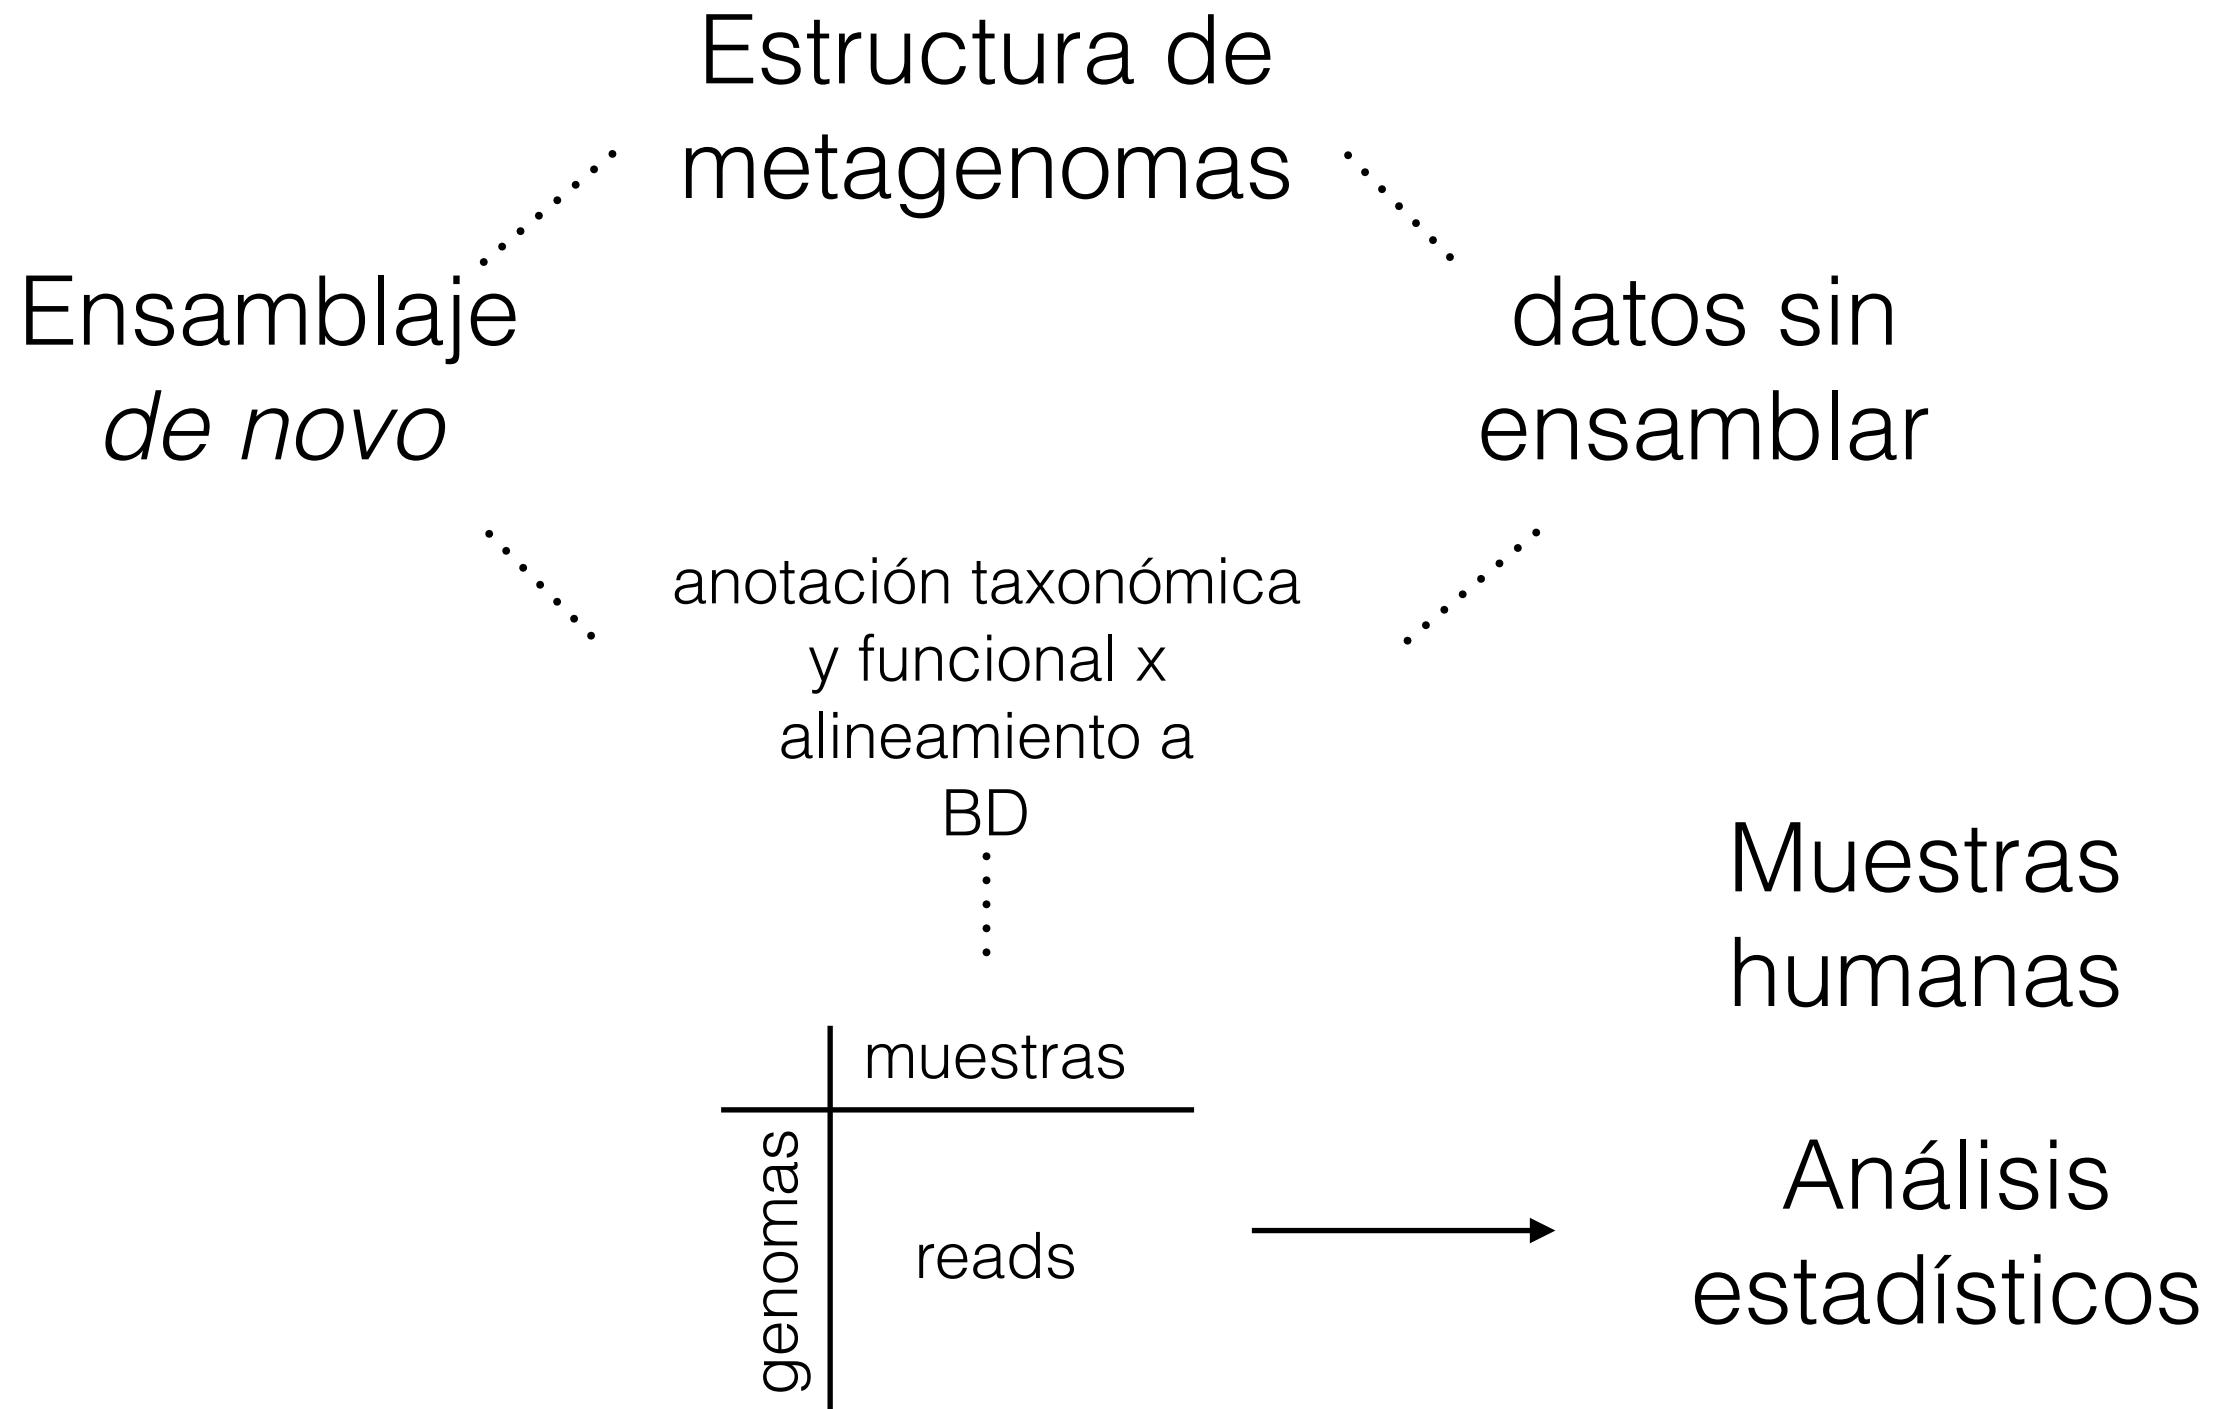 Estructura de
metagenomas
Ensamblaje
de novo
datos sin
ensamblar
anotación taxonómica
y funcional x
alineamiento a
BD
Muestras
humanas
muestras
genomas
reads
Análisis
estadísticos